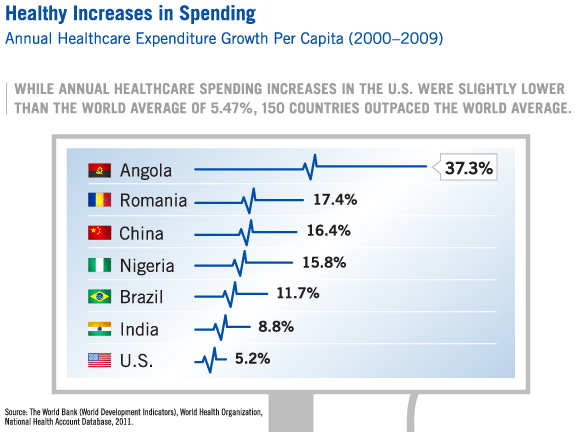 Healthy Increases in Spending
Annual Healthcare Expenditure Growth Per Capita (2000–2009)
WHILE ANNUAL HEALTHCARE SPENDING INCREASES IN THE U.S. WERE SLIGHTLY LOWER
THAN THE WORLD AVERAGE OF 5.47%, 150 COUNTRIES OUTPACED THE WORLD AVERAGE.
Angola 37.3%
Romania 17.4%
China 16.4%
Nigeria 15.8%
Brazil 11.7%
India 8.8%
U.S. 5.2%
Source: The World Bank (World Development Indicators), World Health Organization,
National Health Account Database, 2011.